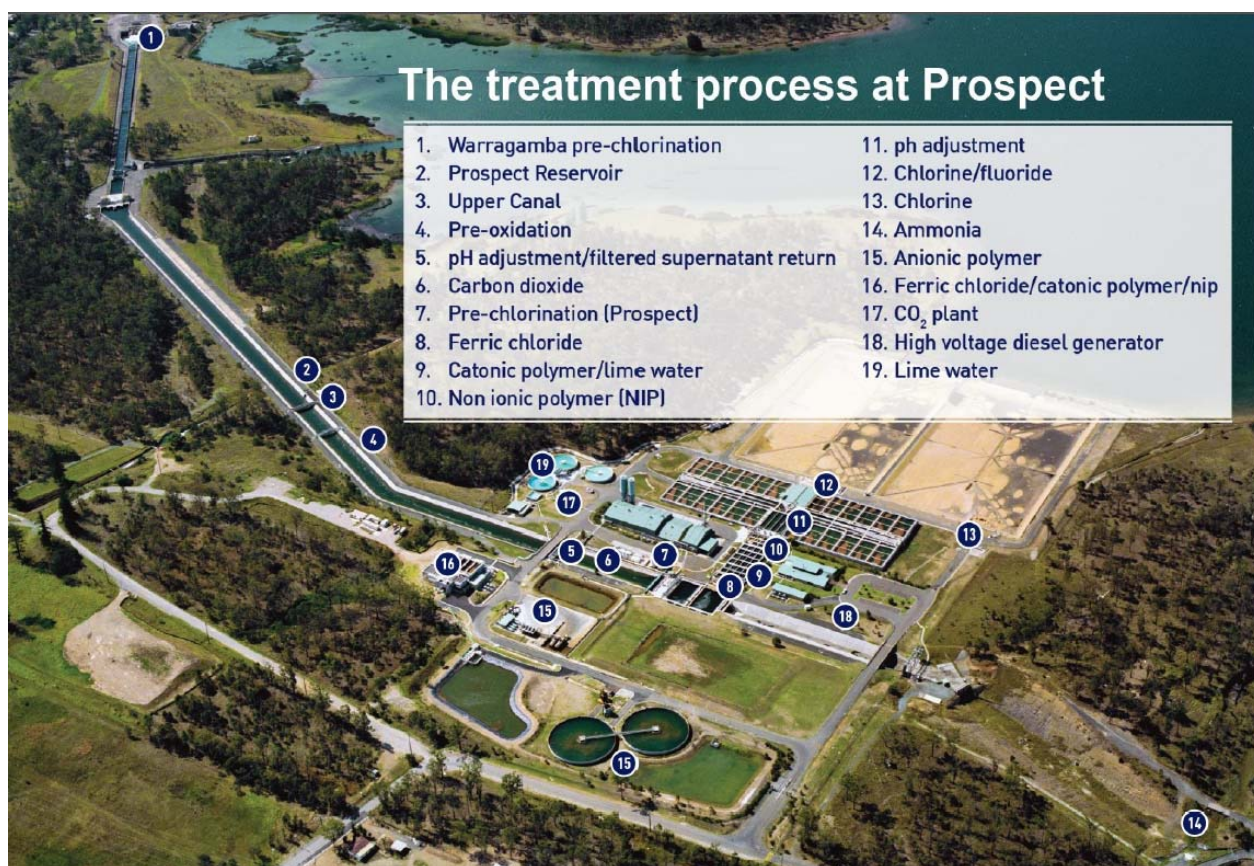 The treatment process at Prospect
1. Warragamba pre-chlorination
2. Prospect Reservoir
3. Upper Canal
4. Pre-oxidation
5. pH adjustment/filtered supernatant return
6. Carbon dioxide
7. Pre-chlorination (Prospect)
8. Ferric chloride
9. Catonic polymer/lime water
10. Non ionic polymer (NIP)
11. ph adjustment
12. Chlorine/fluoride
13. Chlorine
14. Ammonia
15. Anionic polymer
16. Ferric chloride/catonic polymer/nip
17. CO₂ plant
18. High voltage diesel generator
19. Lime water
1
2
3
4
19
17
12
11
13
5
6
7
10
9
8
16
15
18
15
14